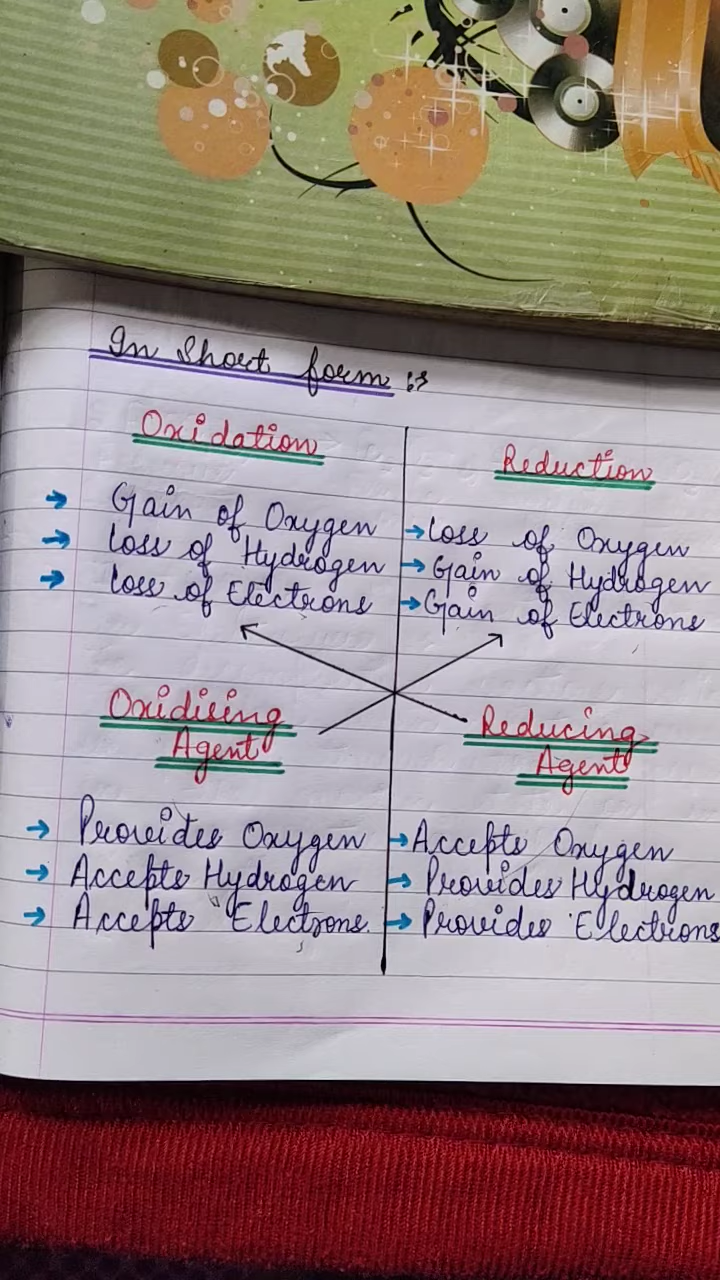 In Short form :-
Oxidation
→ Gain of Oxygen
→ Loss of Hydrogen
→ Loss of Electrons
Reduction
→ Loss of Oxygen
→ Gain of Hydrogen
→ Gain of Electrons
Oxidising
Agent
→ Provides Oxygen
→ Accepts Hydrogen
→ Accepts Electrons.
Reducing
Agent
→ Accepts Oxygen
→ Provides Hydrogen
→ Provides Electrons